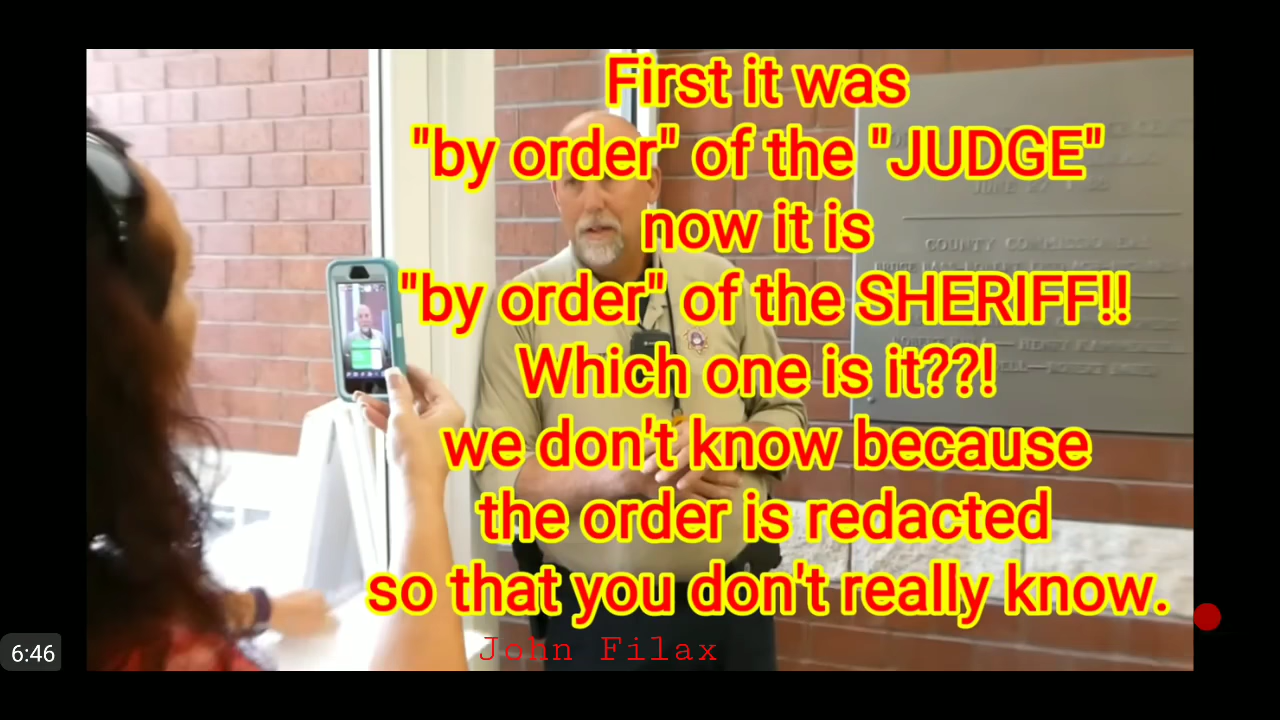 First it was
"by order" of the "JUDGE"
now it is
"by order" of the SHERIFF!!
Which one is it??!
we don't know because
the order is redacted
so that you don't really know.
John Filax
6:46
COUNTY COMMISSIONERS